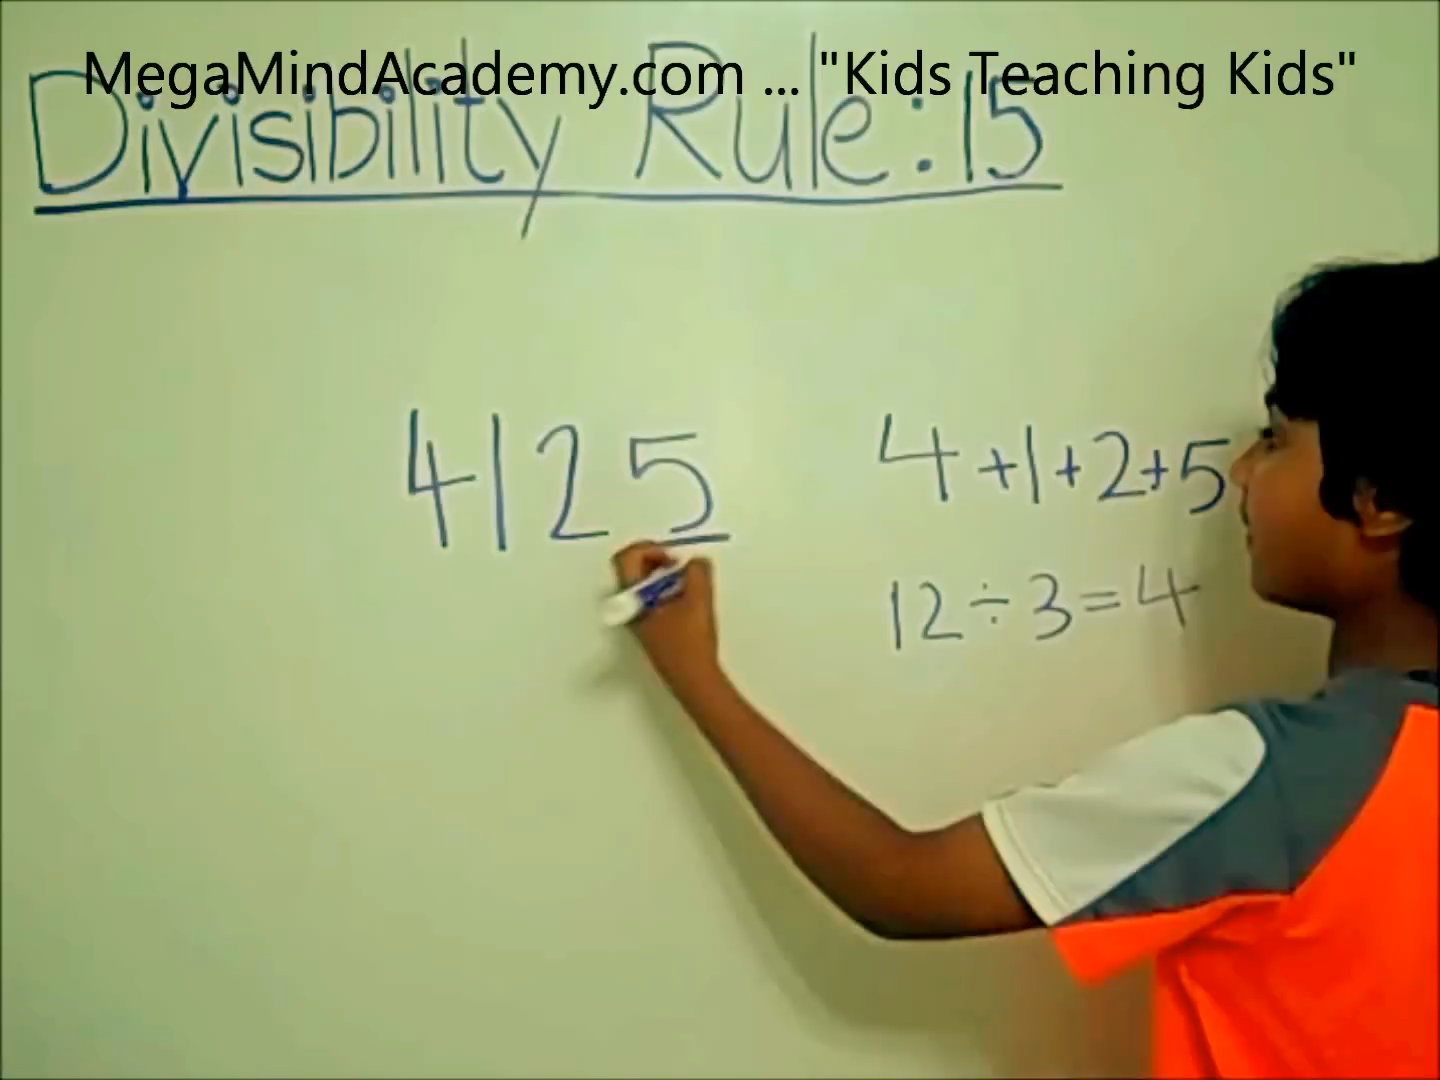 MegaMindAcademy.com ... "Kids Teaching Kids"
Divisibility Rule: 15
4125
4+1+2+5
12÷3=4